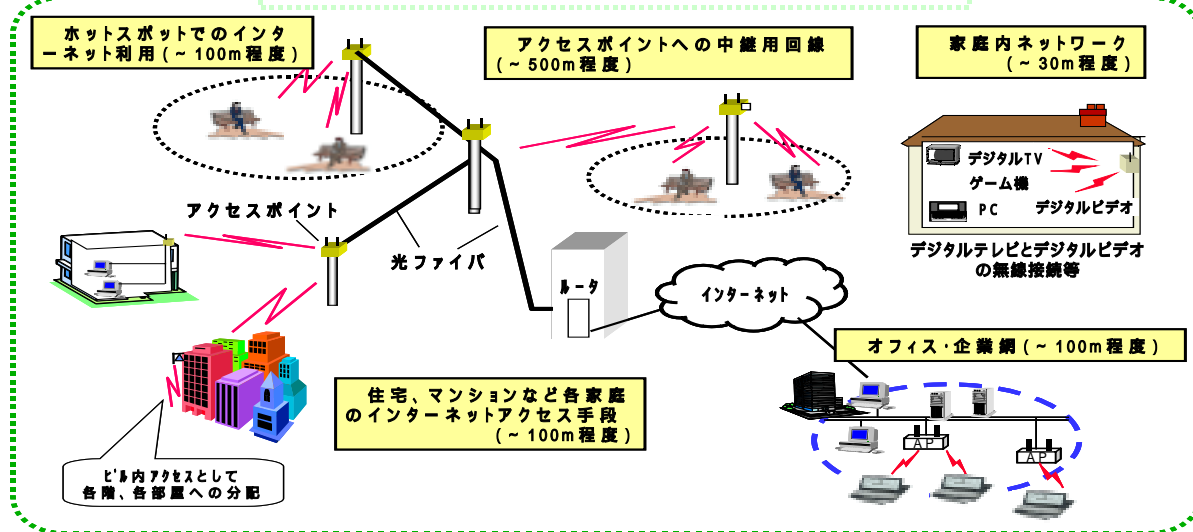 ホットスポットでのインタ
ーネット利用(~100m程度)
アクセスポイントへの中継用回線
(~500m程度)
家庭内ネットワーク
(~30m程度)
デジタルTV
ゲーム機
PC
デジタルビデオ
デジタルテレビとデジタルビデオ
の無線接続等
アクセスポイント
光ファイバ
ルータ
インターネット
オフィス・企業網(~100m程度)
住宅、マンションなど各家庭
のインターネットアクセス手段
(~100m程度)
AP
AP
ビル内アクセスとして
各階、各部屋への分配